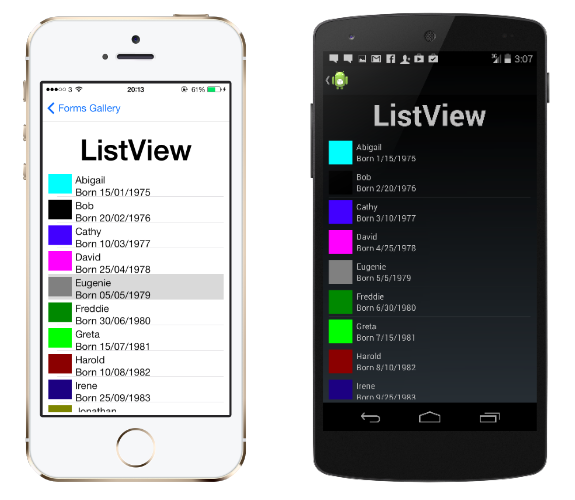 3 20:13 61%
Forms Gallery
ListView
Abigail
Born 15/01/1975
Bob
Born 20/02/1976
Cathy
Born 10/03/1977
David
Born 25/04/1978
Eugenie
Born 05/05/1979
Freddie
Born 30/06/1980
Greta
Born 15/07/1981
Harold
Born 10/08/1982
Irene
Born 25/09/1983
Jonathan
3G 3:07
ListView
Abigail
Born 1/15/1975
Bob
Born 2/20/1976
Cathy
Born 3/10/1977
David
Born 4/25/1978
Eugenie
Born 5/5/1979
Freddie
Born 6/30/1980
Greta
Born 7/15/1981
Harold
Born 8/10/1982
Irene
Born 9/25/1983